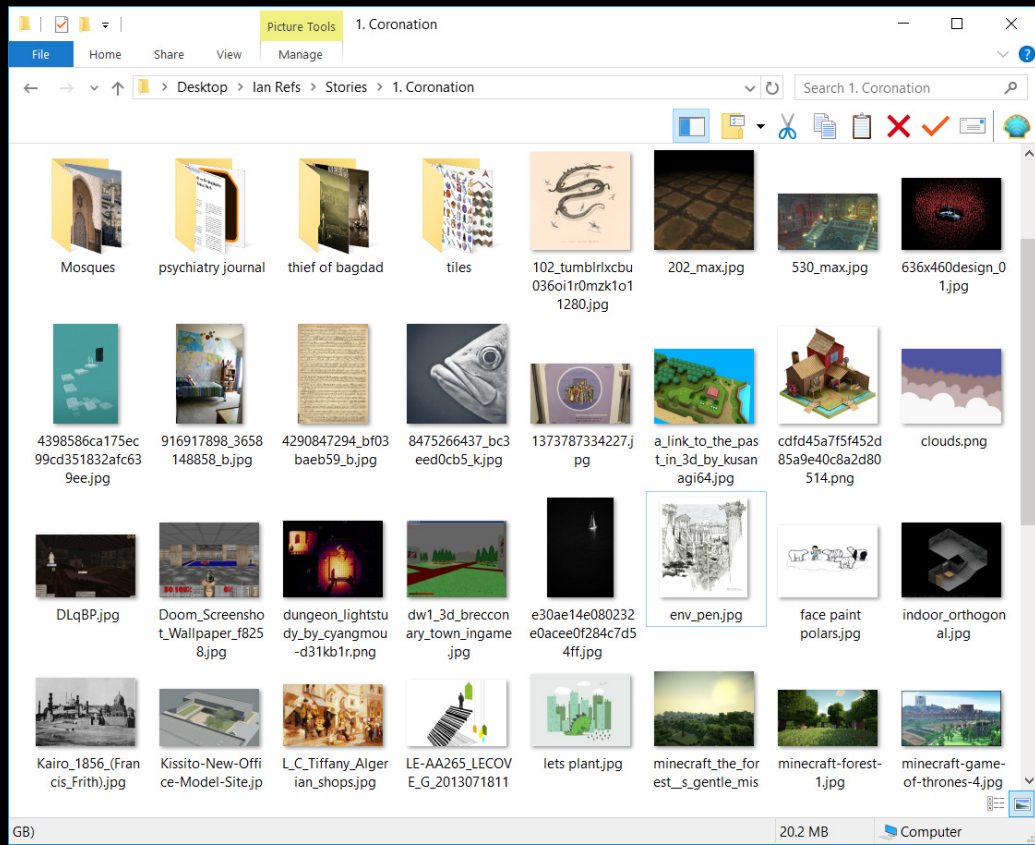 Picture Tools
1. Coronation
File
Home
Share
View
Manage
Desktop
Ian Refs
Stories
1. Coronation
Search 1. Coronation
Mosques
psychiatry journal
thief of bagdad
tiles
102_tumblrlxcbu
036oi1r0mzk1o1
1280.jpg
202_max.jpg
530_max.jpg
636x460design_0
1.jpg
4398586ca175ec
99cd351832afc63
9ee.jpg
916917898_3658
148858_b.jpg
4290847294_bf03
baeb59_b.jpg
8475266437_bc3
eed0cb5_k.jpg
1373787334227.j
pg
a_link_to_the_pas
t_in_3d_by_kusan
agi64.jpg
cdfd45a7f5f452d
85a9e40c8a2d80
514.png
clouds.png
DLqBP.jpg
Doom_Screensho
t_Wallpaper_f825
8.jpg
dungeon_lightstu
dy_by_cyangmou
-d31kb1r.png
dw1_3d_breccon
ary_town_ingame
.jpg
e30ae14e080232
e0acee0f284c7d5
4ff.jpg
env_pen.jpg
face paint
polars.jpg
indoor_orthogon
al.jpg
Kairo_1856_(Fran
cis_Frith).jpg
Kissito-New-Offi
ce-Model-Site.jp
L_C_Tiffany_Alger
ian_shops.jpg
LE-AA265_LECOV
E_G_2013071811
lets plant.jpg
minecraft_the_for
est__s_gentle_mis
minecraft-forest-
1.jpg
minecraft-game-
of-thrones-4.jpg
GB)
20.2 MB
Computer